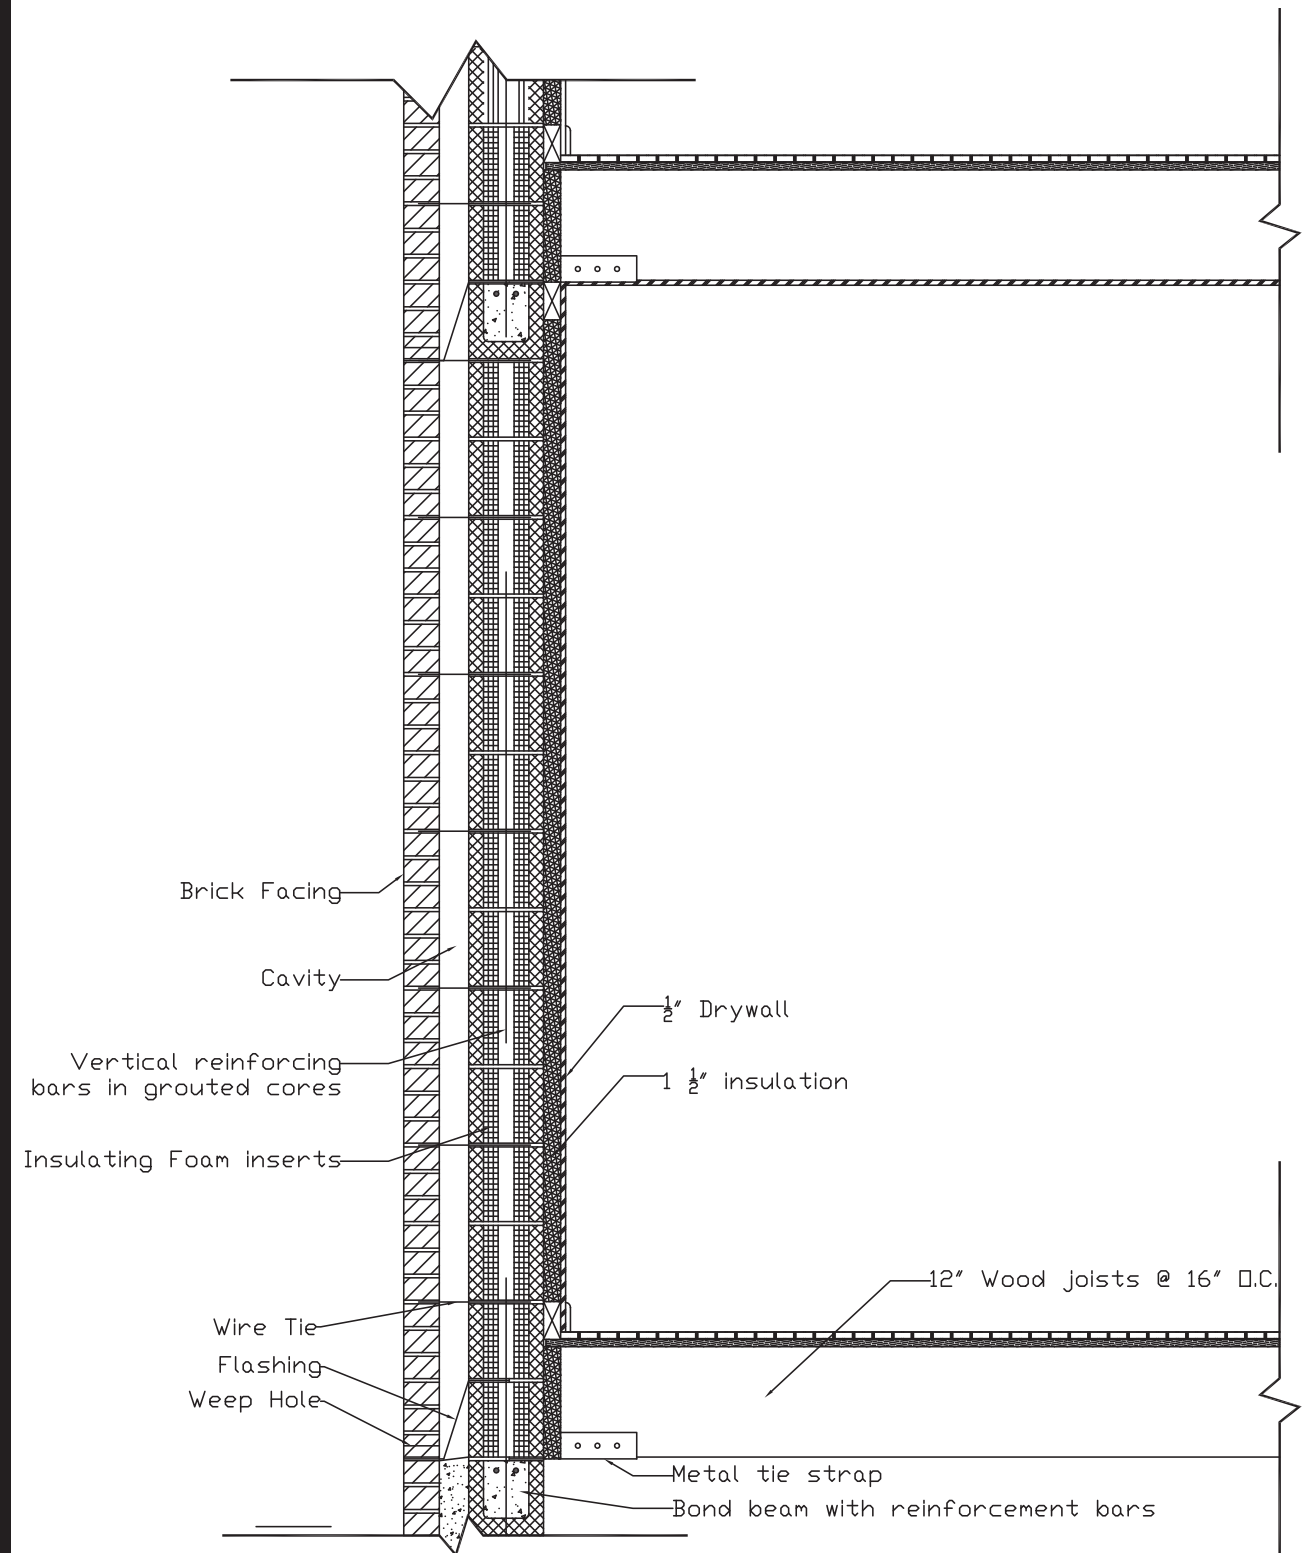 Brick Facing
Cavity
½" Drywall
Vertical reinforcing
bars in grouted cores
1 ½" insulation
Insulating Foam inserts
12" Wood joists @ 16" O.C.
Wire Tie
Flashing
Weep Hole
Metal tie strap
Bond beam with reinforcement bars